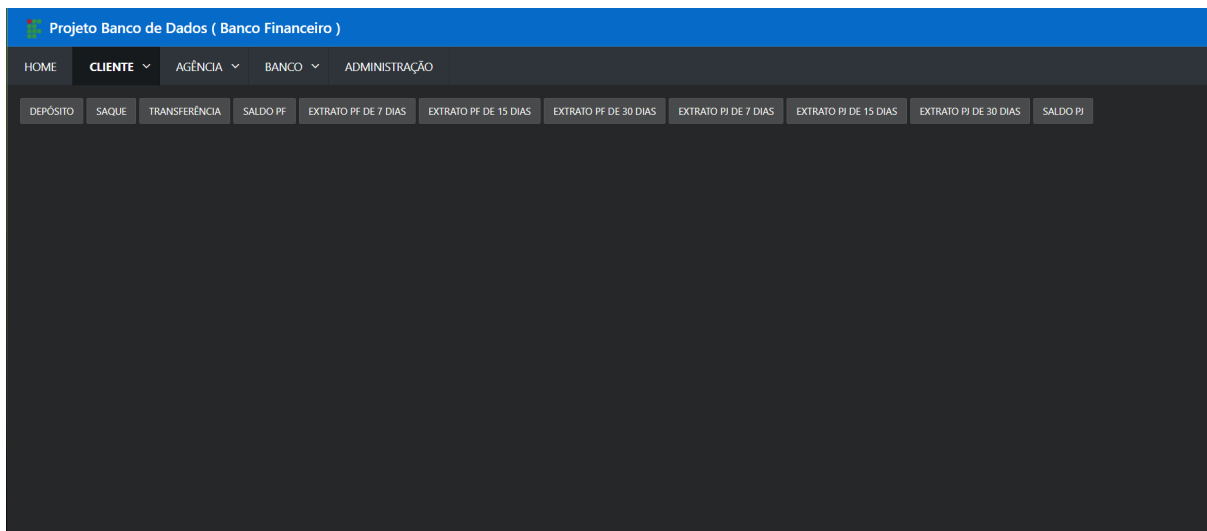 Projeto Banco de Dados ( Banco Financeiro )
HOME CLIENTE AGÊNCIA BANCO ADMINISTRAÇÃO
DEPÓSITO SAQUE TRANSFERÊNCIA SALDO PF EXTRATO PF DE 7 DIAS EXTRATO PF DE 15 DIAS EXTRATO PF DE 30 DIAS EXTRATO PJ DE 7 DIAS EXTRATO PJ DE 15 DIAS EXTRATO PJ DE 30 DIAS SALDO PJ